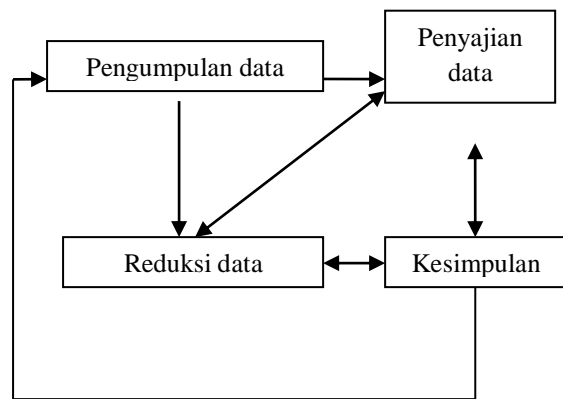 Pengumpulan data
Penyajian
data
Reduksi data
Kesimpulan